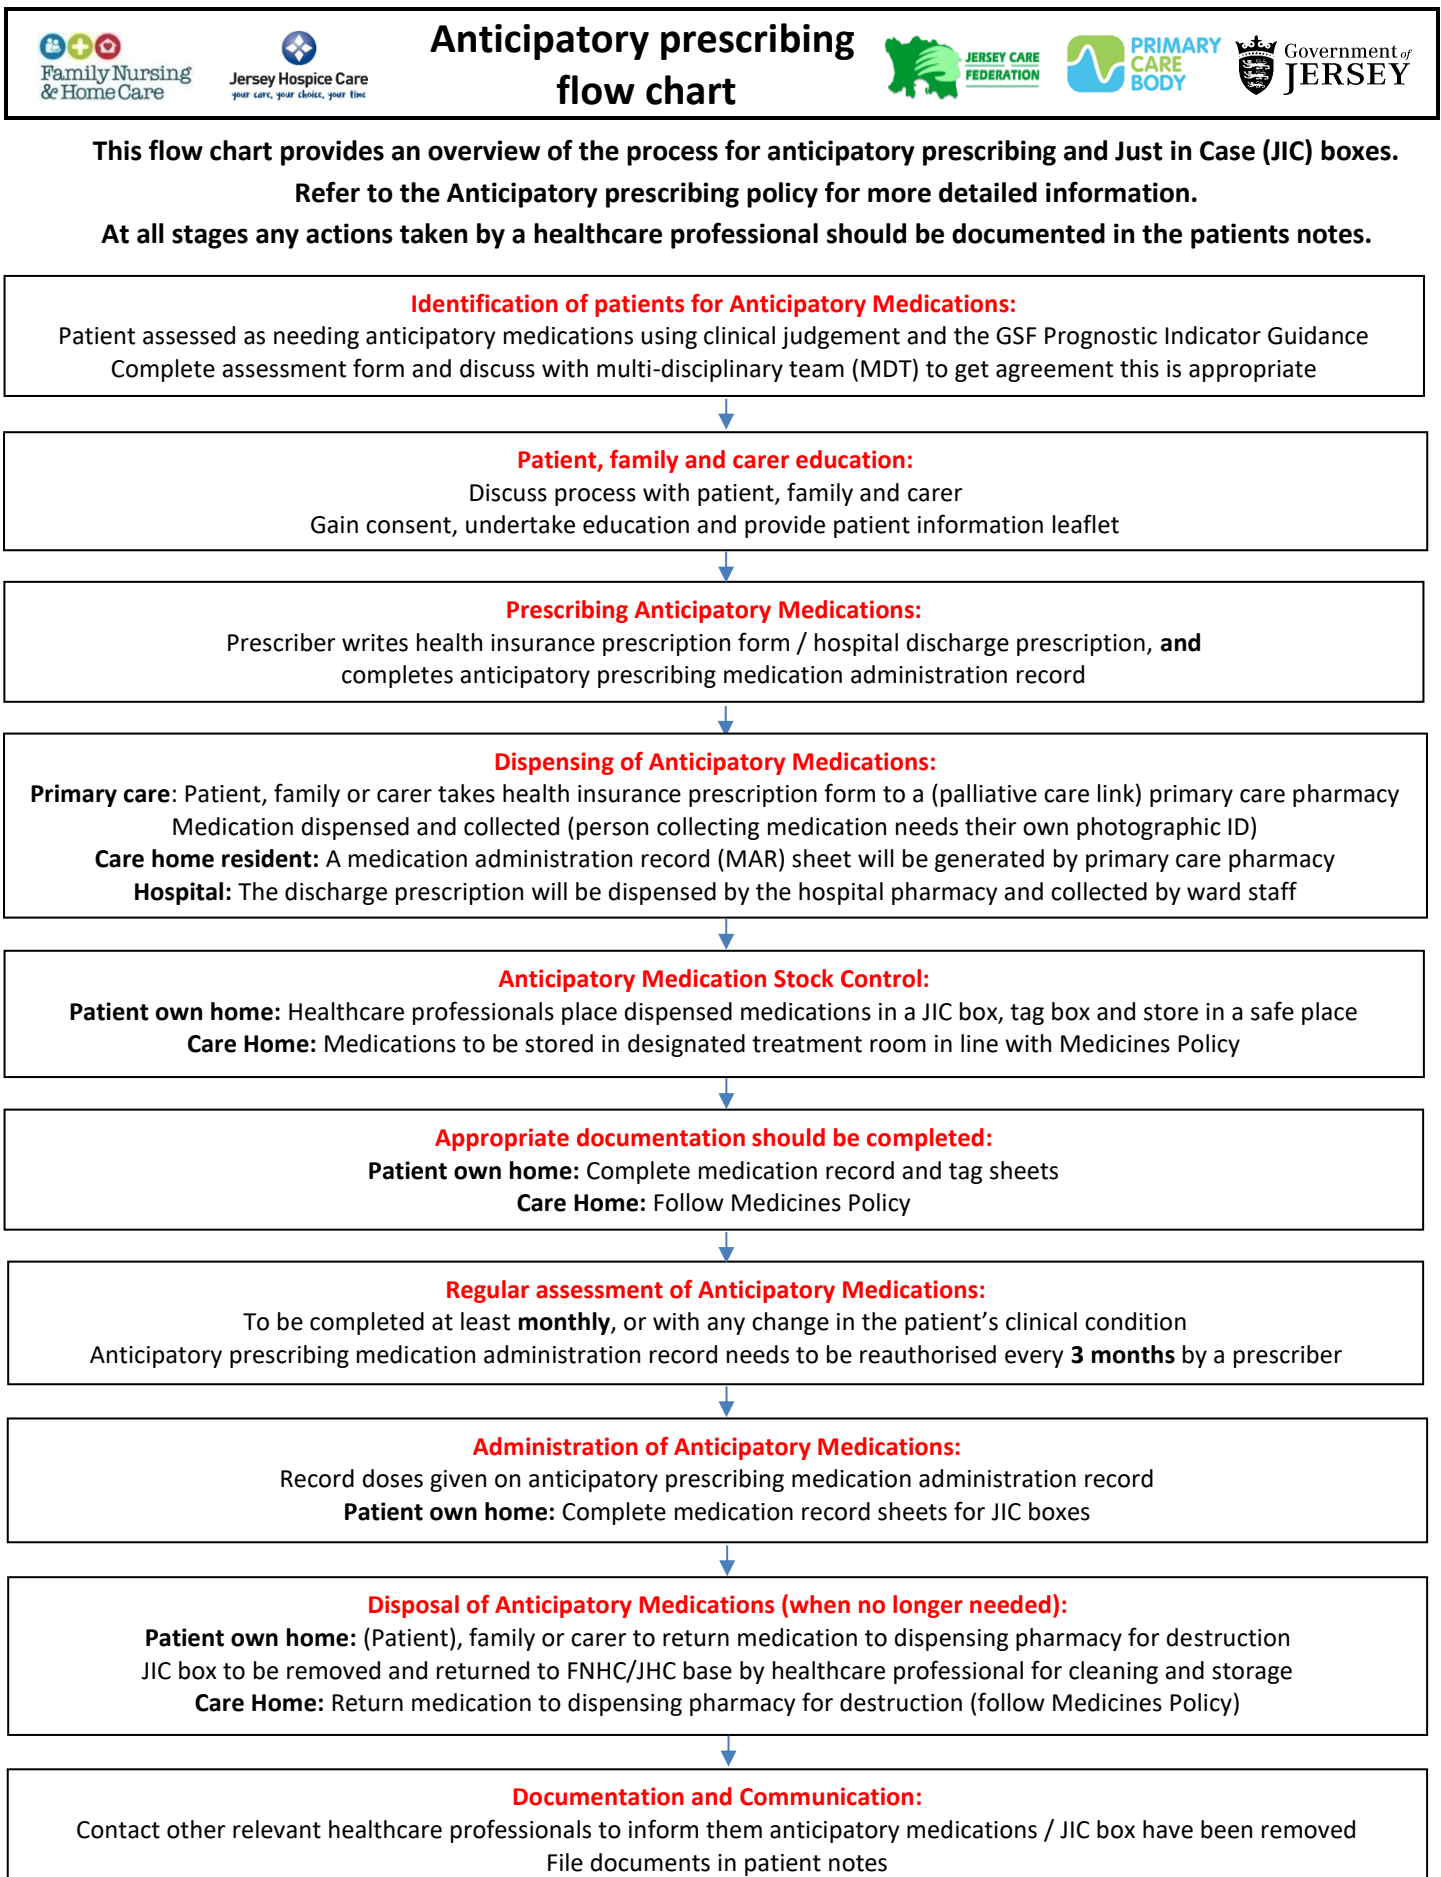 Family Nursing
& Home Care
Jersey Hospice Care
your care, your choice, your time
Anticipatory prescribing
flow chart
JERSEY CARE
FEDERATION
PRIMARY
CARE
BODY
Government of
JERSEY
This flow chart provides an overview of the process for anticipatory prescribing and Just in Case (JIC) boxes.
Refer to the Anticipatory prescribing policy for more detailed information.
At all stages any actions taken by a healthcare professional should be documented in the patients notes.
Identification of patients for Anticipatory Medications:
Patient assessed as needing anticipatory medications using clinical judgement and the GSF Prognostic Indicator Guidance
Complete assessment form and discuss with multi-disciplinary team (MDT) to get agreement this is appropriate
Patient, family and carer education:
Discuss process with patient, family and carer
Gain consent, undertake education and provide patient information leaflet
Prescribing Anticipatory Medications:
Prescriber writes health insurance prescription form / hospital discharge prescription, and
completes anticipatory prescribing medication administration record
Dispensing of Anticipatory Medications:
Primary care: Patient, family or carer takes health insurance prescription form to a (palliative care link) primary care pharmacy
Medication dispensed and collected (person collecting medication needs their own photographic ID)
Care home resident: A medication administration record (MAR) sheet will be generated by primary care pharmacy
Hospital: The discharge prescription will be dispensed by the hospital pharmacy and collected by ward staff
Anticipatory Medication Stock Control:
Patient own home: Healthcare professionals place dispensed medications in a JIC box, tag box and store in a safe place
Care Home: Medications to be stored in designated treatment room in line with Medicines Policy
Appropriate documentation should be completed:
Patient own home: Complete medication record and tag sheets
Care Home: Follow Medicines Policy
Regular assessment of Anticipatory Medications:
To be completed at least monthly, or with any change in the patient’s clinical condition
Anticipatory prescribing medication administration record needs to be reauthorised every 3 months by a prescriber
Administration of Anticipatory Medications:
Record doses given on anticipatory prescribing medication administration record
Patient own home: Complete medication record sheets for JIC boxes
Disposal of Anticipatory Medications (when no longer needed):
Patient own home: (Patient), family or carer to return medication to dispensing pharmacy for destruction
JIC box to be removed and returned to FNHC/JHC base by healthcare professional for cleaning and storage
Care Home: Return medication to dispensing pharmacy for destruction (follow Medicines Policy)
Documentation and Communication:
Contact other relevant healthcare professionals to inform them anticipatory medications / JIC box have been removed
File documents in patient notes